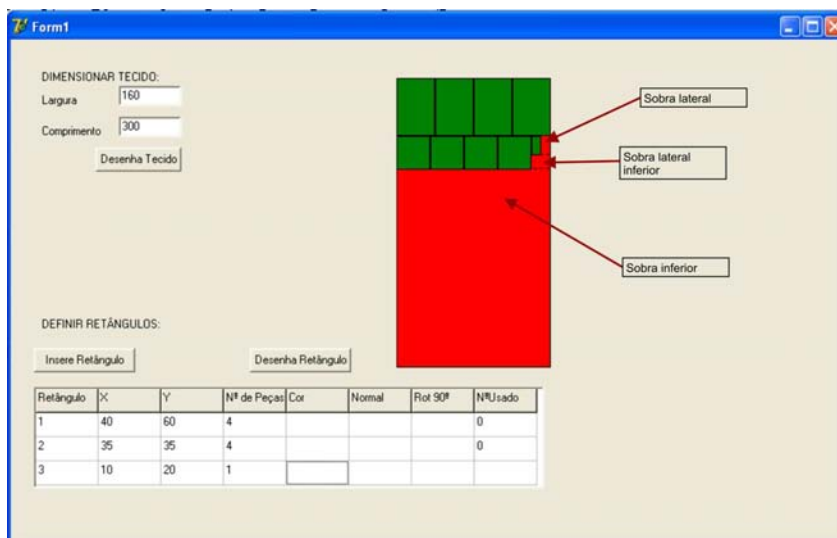 Form1
DIMENSIONAR TECIDO:
Largura 160
Comprimento 300
Desenha Tecido
Sobra lateral
Sobra lateral
inferior
Sobra inferior
DEFINIR RETÂNGULOS:
Insere Retângulo Desenha Retângulo
Retângulo X Y Nº de Peças Cor Normal Rot 90º NºUsado
1 40 60 4 0
2 35 35 4 0
3 10 20 1